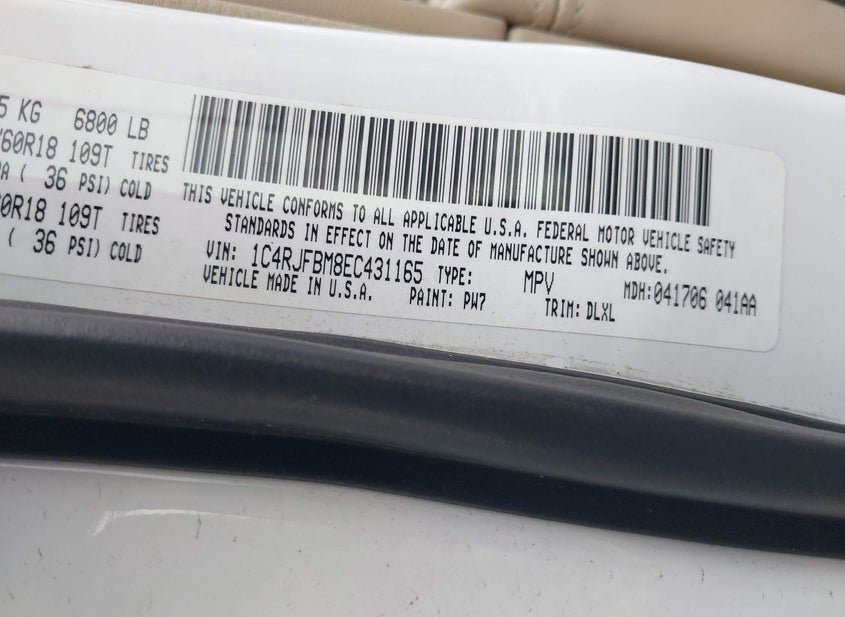 5 KG 6800 LB
60R18 109T TIRES
( 36 PSI) COLD
0R18 109T TIRES
( 36 PSI) COLD
THIS VEHICLE CONFORMS TO ALL APPLICABLE U.S.A. FEDERAL MOTOR VEHICLE SAFETY
STANDARDS IN EFFECT ON THE DATE OF MANUFACTURE SHOWN ABOVE.
VIN: 1C4RJFBM8EC431165 TYPE: MPV MDH:041706 041AA
VEHICLE MADE IN U.S.A. PAINT: PW7 TRIM: DLXL